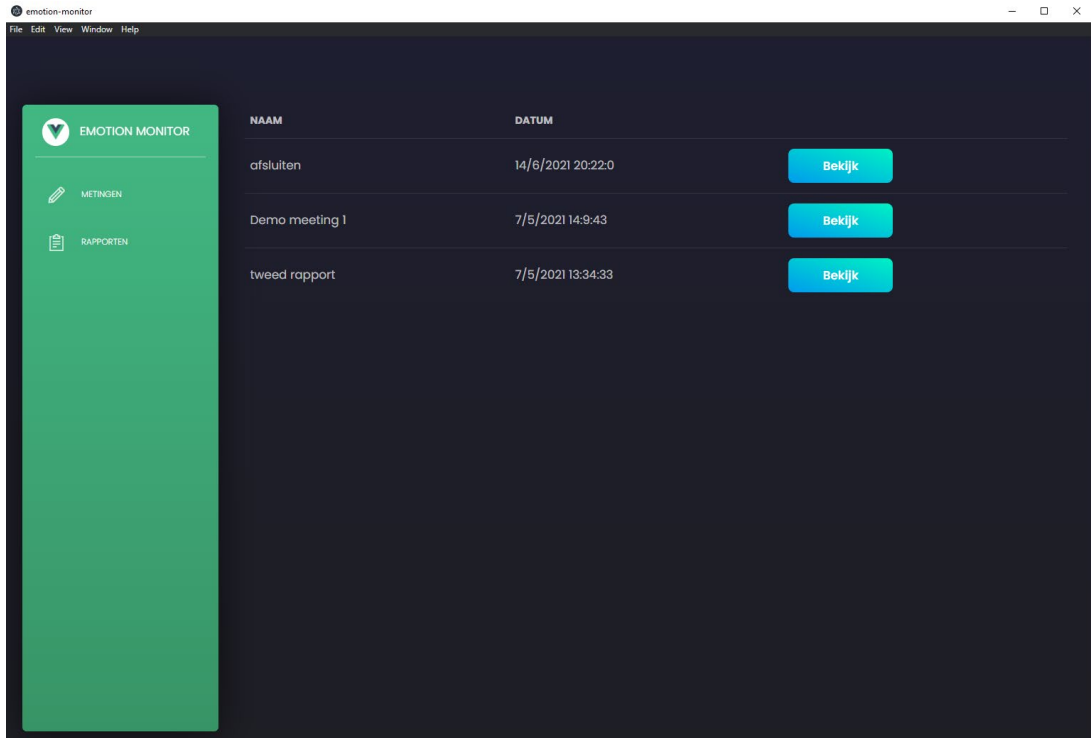 emotion-monitor
File Edit View Window Help
EMOTION MONITOR
METINGEN
RAPPORTEN
NAAM DATUM
afsluiten 14/6/2021 20:22:0 Bekijk
Demo meeting 1 7/5/2021 14:9:43 Bekijk
tweed rapport 7/5/2021 13:34:33 Bekijk